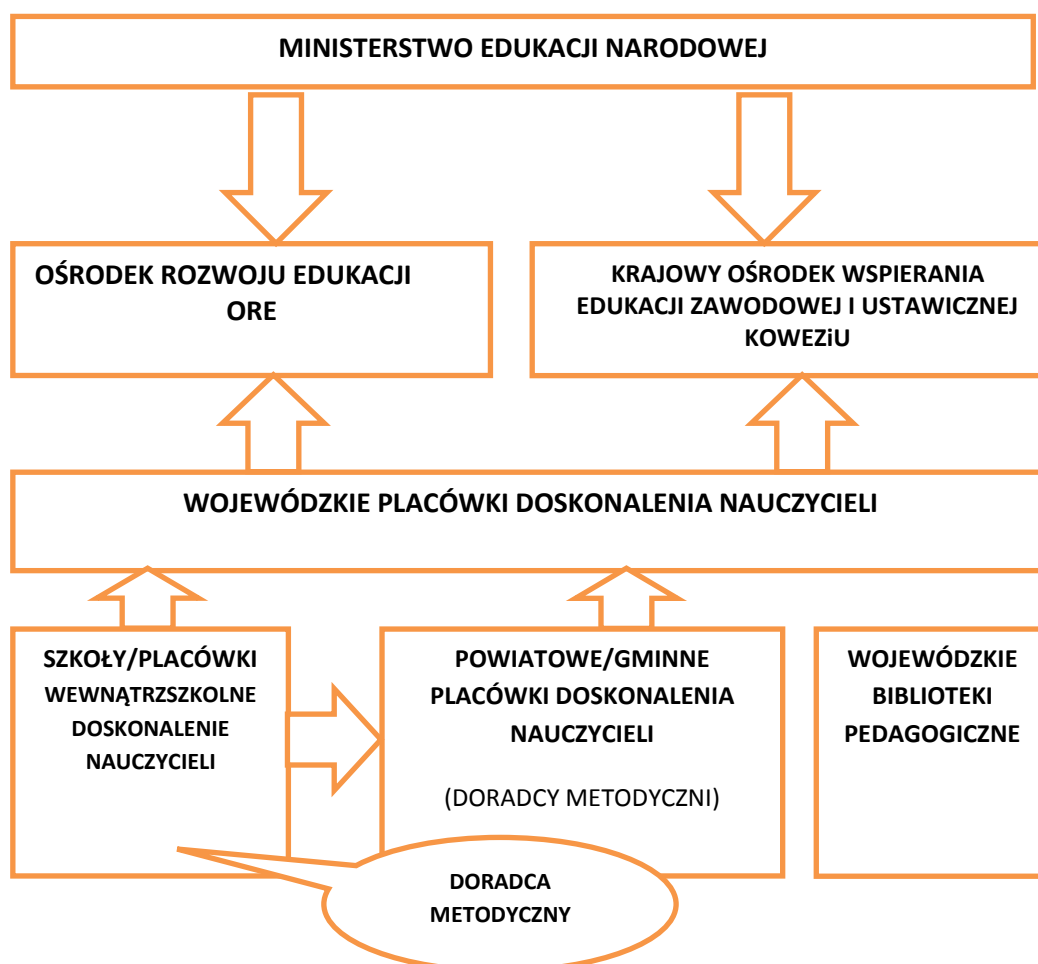 MINISTERSTWO EDUKACJI NARODOWEJ
OŚRODEK ROZWOJU EDUKACJI
ORE
KRAJOWY OŚRODEK WSPIERANIA
EDUKACJI ZAWODOWEJ I USTAWICZNEJ
KOWEZiU
WOJEWÓDZKIE PLACÓWKI DOSKONALENIA NAUCZYCIELI
SZKOŁY/PLACÓWKI
WEWNĄTRZSZKOLNE
DOSKONALENIE
NAUCZYCIELI
POWIATOWE/GMINNE
PLACÓWKI DOSKONALENIA
NAUCZYCIELI
(DORADCY METODYCZNI)
WOJEWÓDZKIE
BIBLIOTEKI
PEDAGOGICZNE
DORADCA
METODYCZNY